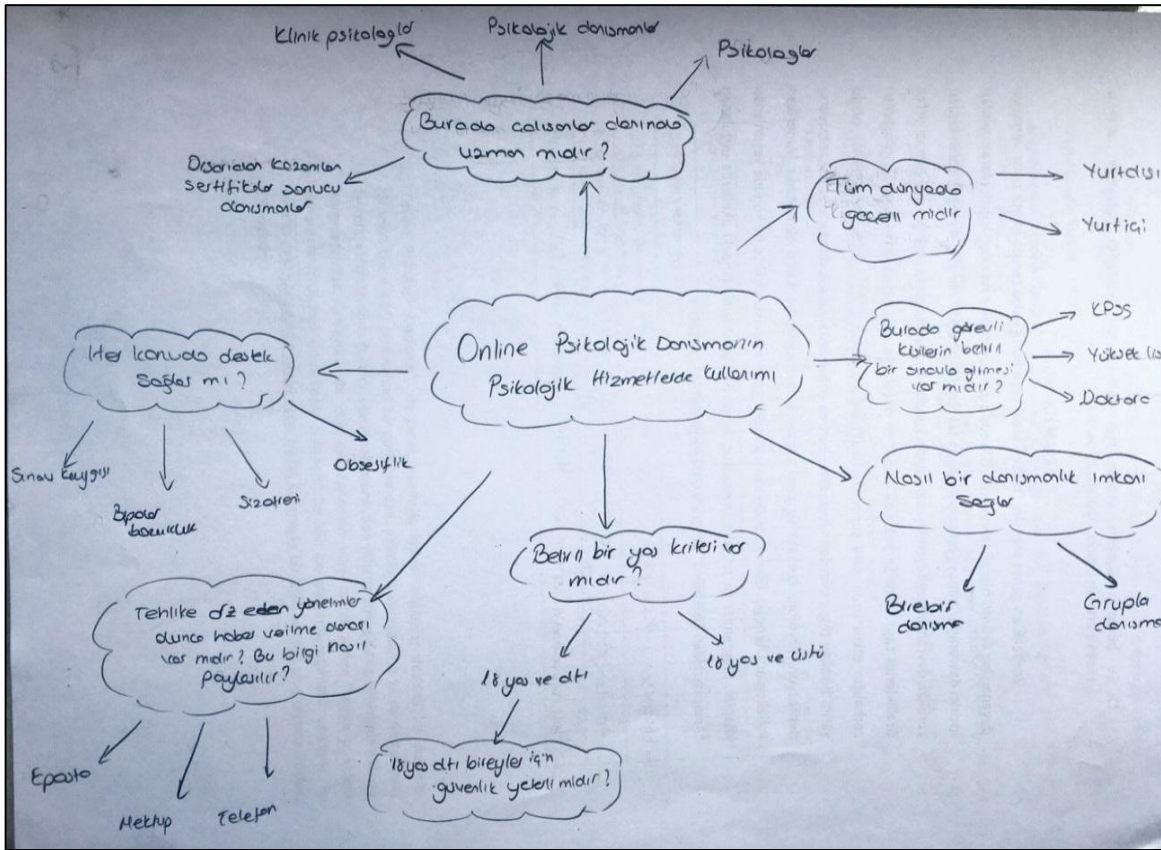 Klinik psikologlar
Psikolojik danışmanlar
Psikologlar
Burada çalışanlar alanında
uzman mıdır?
Dışarıdan kazanılan
sertifikalar sonucu
danışmanlar
Tüm dünyada
geçerli midir
Yurtdışı
Yurtiçi
Online Psikolojik Danışmanın
Psikolojik Hizmetlerde kullanımı
Her konuda destek
sağlar mı?
Sınav kaygısı
Bipolar
bozukluk
Şizofreni
Obsesiflik
Burada görevli
kişilerin belirli
bir sınavla girmesi
var mıdır?
KPSS
Yüksek
Doktora
Nasıl bir danışmanlık imkanı
sağlar
Birebir
danışma
Grupla
danışma
Belirli bir yaş kriteri var
mıdır?
18 yaş ve altı
18 yaş ve üstü
18 yaş altı bireyler için
güvenlik yeterli midir?
Tehlike arz eden yönelimler
olunca haber verilme durumu
var mıdır? Bu bilgi nasıl
paylaşılır?
Eposta
Mektup
Telefon